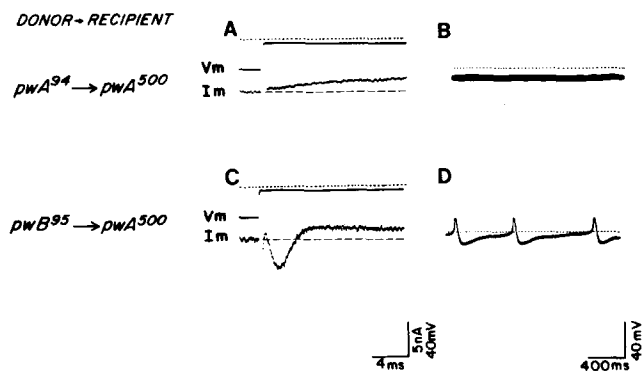 DONOR→RECIPIENT
A
B
Vm
Im
pwA94→pwA500
C
D
Vm
Im
pwB95→pwA500
4ms
5nA
40mV
400ms
40mV